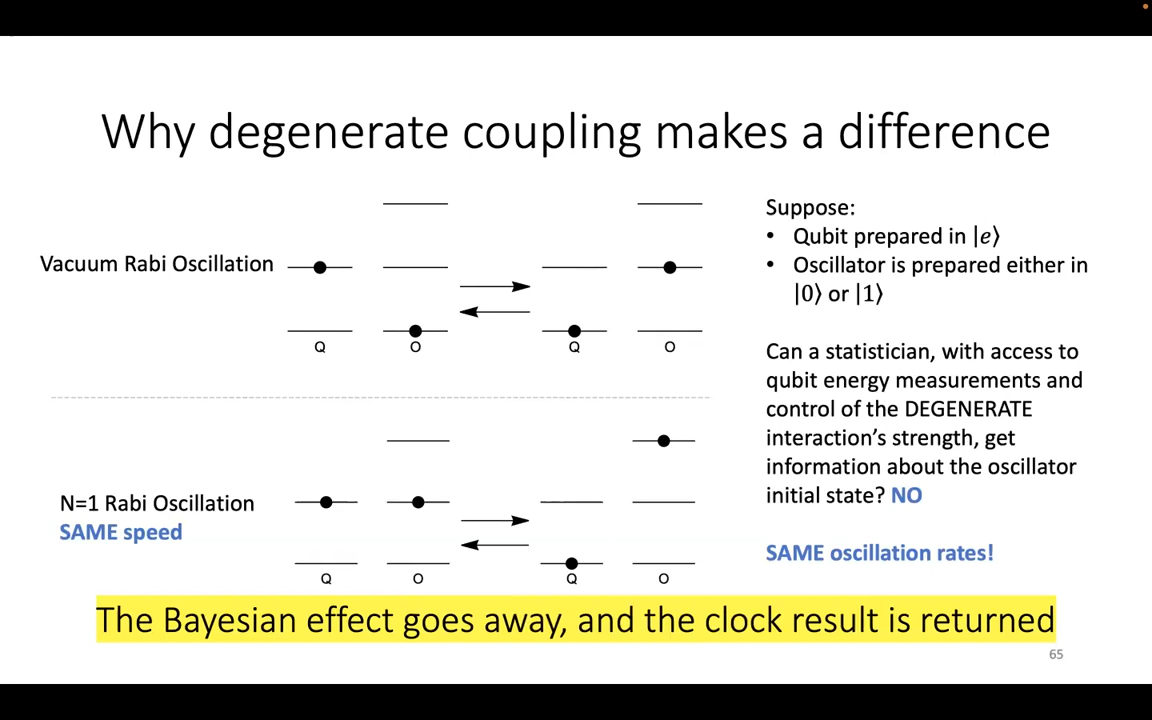 Why degenerate coupling makes a difference
Vacuum Rabi Oscillation
Q
O
Q
O
N=1 Rabi Oscillation
SAME speed
Q
O
Q
O
Suppose:
• Qubit prepared in |e⟩
• Oscillator is prepared either in
|0⟩ or |1⟩
Can a statistician, with access to
qubit energy measurements and
control of the DEGENERATE
interaction’s strength, get
information about the oscillator
initial state? NO
SAME oscillation rates!
The Bayesian effect goes away, and the clock result is returned
65